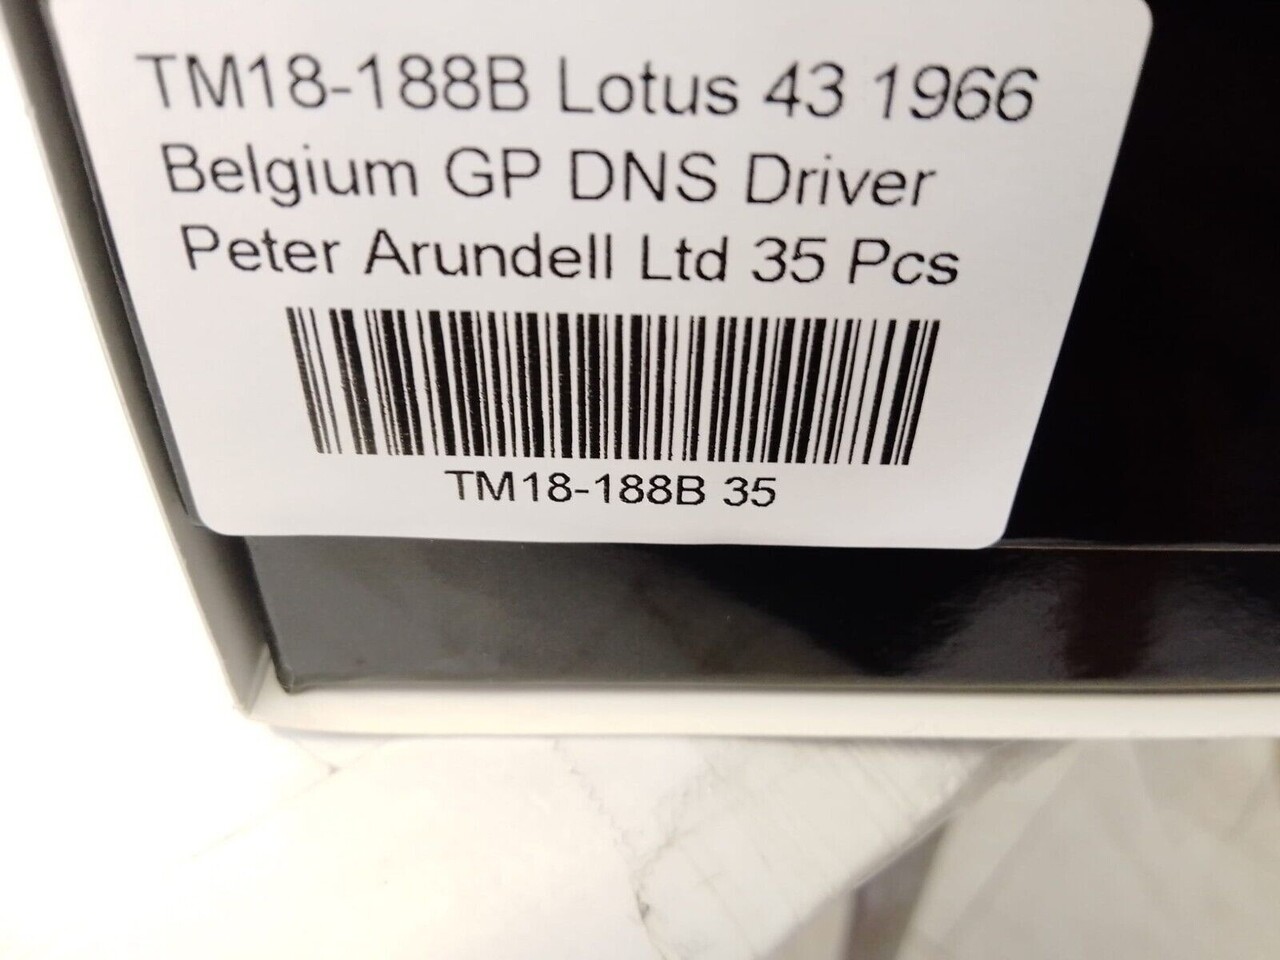 TM18-188B Lotus 43 1966
Belgium GP DNS Driver
Peter Arundell Ltd 35 Pcs
TM18-188B 35